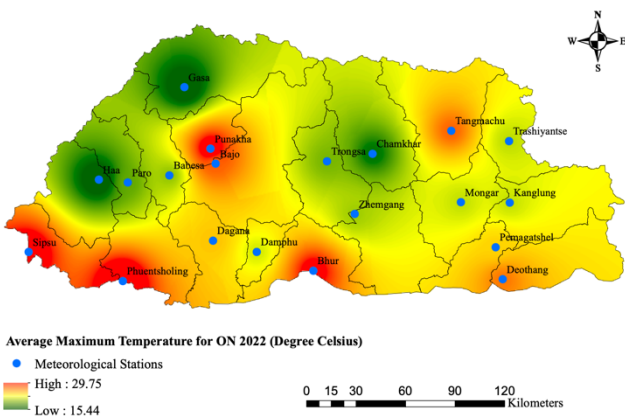 N
W E
S
Gasa
Punakha
Bajo
Tangmachu
Trashiyantse
Chamkhar
Trongsa
Haa
Paro
Babesa
Mongar
Kanglung
Zhemgang
Dagana
Damphu
Pemagatshel
Sipsu
Phuentsholing
Bhur
Deothang
Average Maximum Temperature for ON 2022 (Degree Celsius)
Meteorological Stations
High : 29.75
Low : 15.44
0 15 30 60 90 120
Kilometers